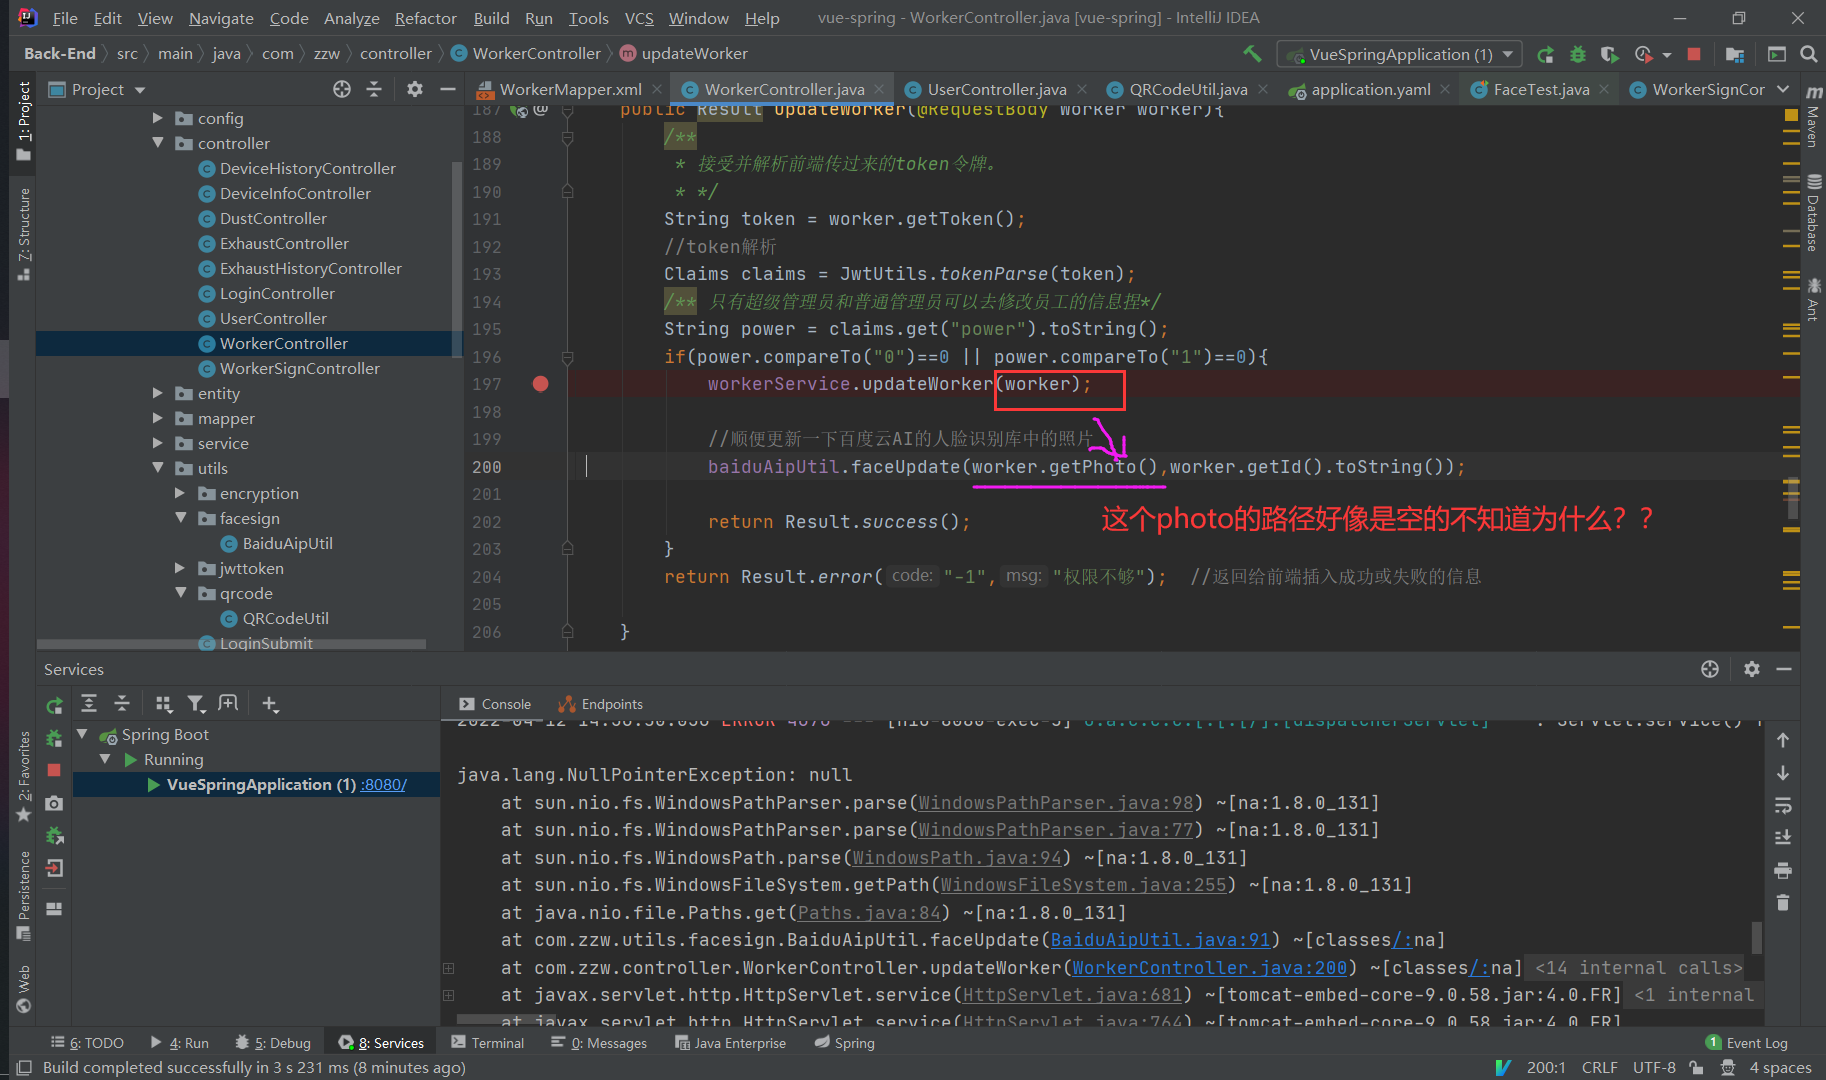 File Edit View Navigate Code Analyze Refactor Build Run Tools VCS Window Help vue-spring - WorkerController.java [vue-spring] - IntelliJ IDEA
Back-End src main java com zzw controller WorkerController updateWorker VueSpringApplication (1)
Project WorkerMapper.xml WorkerController.java UserController.java QRCodeUtil.java application.yaml FaceTest.java WorkerSignCor
1: Project
Z: Structure
2: Favorites
Persistence
Web
Maven
Database
Ant
config
controller
DeviceHistoryController
DeviceInfoController
DustController
ExhaustController
ExhaustHistoryController
LoginController
UserController
WorkerController
WorkerSignController
entity
mapper
service
utils
encryption
facesign
BaiduAipUtil
jwttoken
qrcode
QRCodeUtil
LoginSubmit
187 public Result updateWorker(@RequestBody Worker worker){
188 /**
189 * 接受并解析前端传过来的token令牌。
190 * */
191 String token = worker.getToken();
192 //token解析
193 Claims claims = JwtUtils.tokenParse(token);
194 /** 只有超级管理员和普通管理员可以去修改员工的信息捏*/
195 String power = claims.get("power").toString();
196 if(power.compareTo("0")==0 || power.compareTo("1")==0){
197 workerService.updateWorker(worker);
198
199 //顺便更新一下百度云AI的人脸识别库中的照片
200 baiduAipUtil.faceUpdate(worker.getPhoto(),worker.getId().toString());
201
202 return Result.success();
这个photo的路径好像是空的不知道为什么？？
203 }
204 return Result.error( code: "-1", msg: "权限不够"); //返回给前端插入成功或失败的信息
205
206 }
Services
Console Endpoints
Spring Boot
Running
VueSpringApplication (1) :8080/
java.lang.NullPointerException: null
at sun.nio.fs.WindowsPathParser.parse(WindowsPathParser.java:98) ~[na:1.8.0_131]
at sun.nio.fs.WindowsPathParser.parse(WindowsPathParser.java:77) ~[na:1.8.0_131]
at sun.nio.fs.WindowsPath.parse(WindowsPath.java:94) ~[na:1.8.0_131]
at sun.nio.fs.WindowsFileSystem.getPath(WindowsFileSystem.java:255) ~[na:1.8.0_131]
at java.nio.file.Paths.get(Paths.java:84) ~[na:1.8.0_131]
at com.zzw.utils.facesign.BaiduAipUtil.faceUpdate(BaiduAipUtil.java:91) ~[classes/:na]
at com.zzw.controller.WorkerController.updateWorker(WorkerController.java:200) ~[classes/:na] <14 internal calls>
at javax.servlet.http.HttpServlet.service(HttpServlet.java:681) ~[tomcat-embed-core-9.0.58.jar:4.0.FR] <1 internal
at javax.servlet.http.HttpServlet.service(HttpServlet.java:764) ~[tomcat-embed-core-9.0.58.jar:4.0.FR]
6: TODO 4: Run 5: Debug 8: Services Terminal 0: Messages Java Enterprise Spring 1 Event Log
Build completed successfully in 3 s 231 ms (8 minutes ago) 200:1 CRLF UTF-8 4 spaces